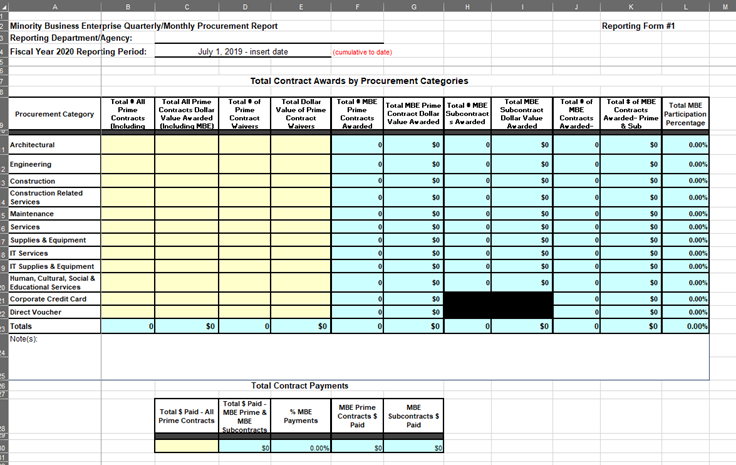 A B C D E F G H I J K L M
Minority Business Enterprise Quarterly/Monthly Procurement Report Reporting Form #1
Reporting Department/Agency:
Fiscal Year 2020 Reporting Period: July 1, 2019 - insert date (cumulative to date)
Total Contract Awards by Procurement Categories
Procurement Category
Total # All
Prime
Contracts
(Including
Total All Prime
Contracts Dollar
Value Awarded
(Including MBE)
Total # of
Prime
Contract
Waivers
Total Dollar
Value of Prime
Contract
Waivers
Total # MBE
Prime
Contracts
Awarded
Total MBE Prime
Contract Dollar
Value Awarded
Total # MBE
Subcontract
s Awarded
Total MBE
Subcontract
Dollar Value
Awarded
Total # of
MBE
Contracts
Awarded-
Total $ of MBE
Contracts
Awarded- Prime
& Sub
Total MBE
Participation
Percentage
Architectural 0 $0 0 $0 0 $0 0.00%
Engineering 0 $0 0 $0 0 $0 0.00%
Construction 0 $0 0 $0 0 $0 0.00%
Construction Related
Services 0 $0 0 $0 0 $0 0.00%
Maintenance 0 $0 0 $0 0 $0 0.00%
Services 0 $0 0 $0 0 $0 0.00%
Supplies & Equipment 0 $0 0 $0 0 $0 0.00%
IT Services 0 $0 0 $0 0 $0 0.00%
IT Supplies & Equipment 0 $0 0 $0 0 $0 0.00%
Human, Cultural, Social &
Educational Services 0 $0 0 $0 0 $0 0.00%
Corporate Credit Card 0 $0 0 $0 0.00%
Direct Voucher 0 $0 0 $0 0.00%
Totals 0 $0 0 $0 0 $0 0 $0 0 $0 0.00%
Note(s):
Total Contract Payments
Total $ Paid - All
Prime Contracts
Total $ Paid -
MBE Prime &
MBE
Subcontracts
% MBE
Payments
MBE Prime
Contracts $
Paid
MBE
Subcontracts $
Paid
$0 0.00% $0 $0